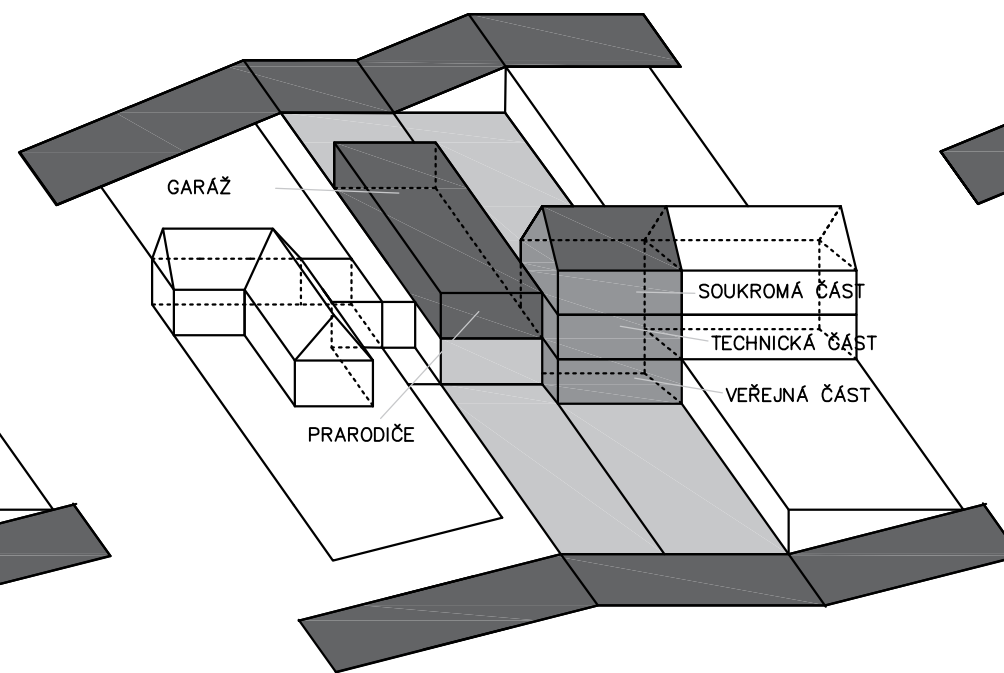 GARÁŽ
SOUKROMÁ ČÁST
TECHNICKÁ ČÁST
VEŘEJNÁ ČÁST
PRARODIČE